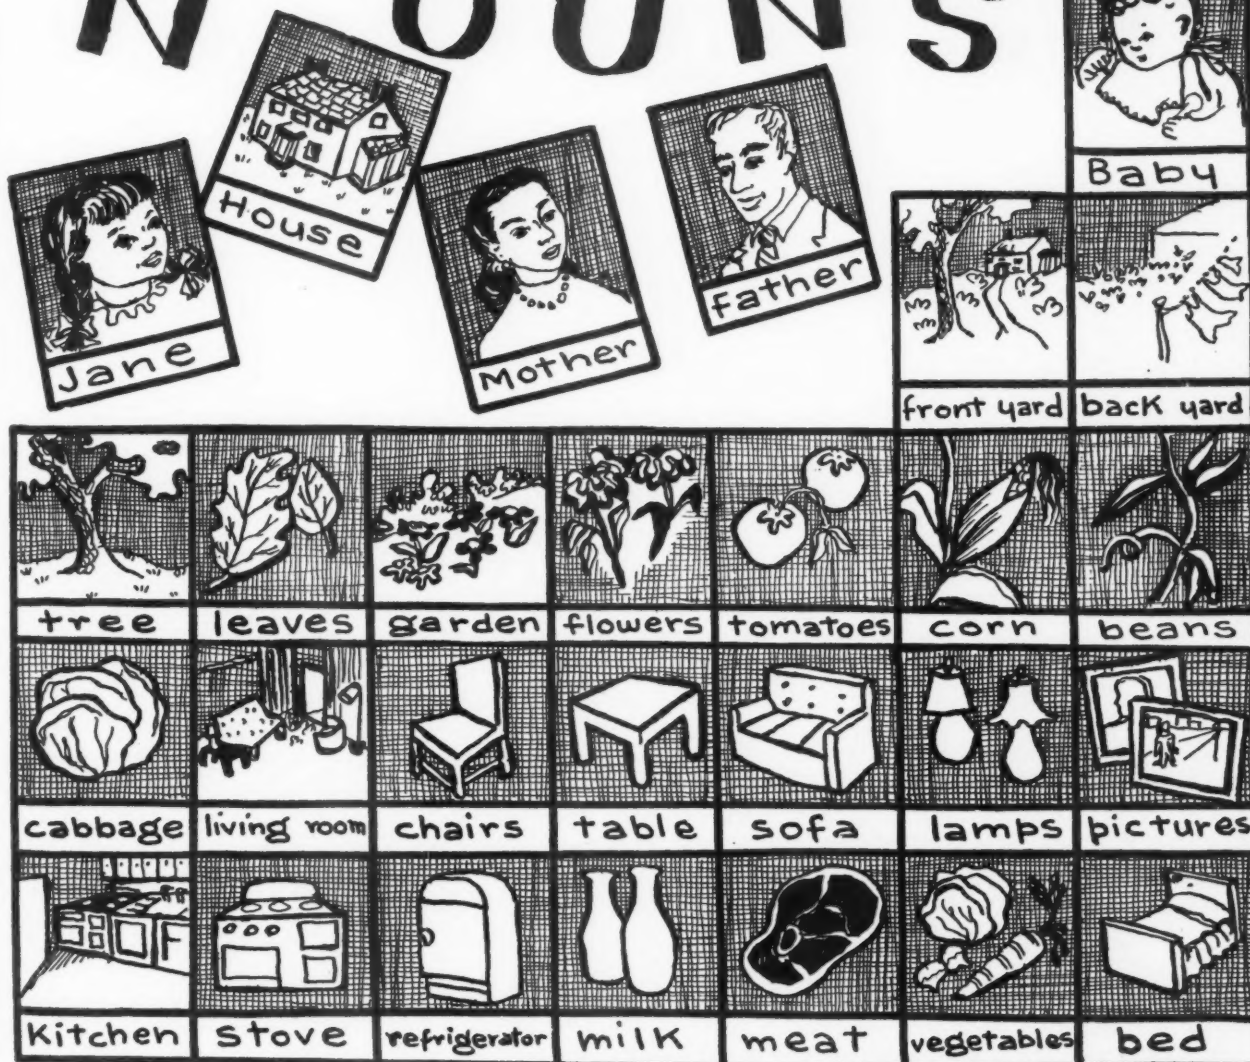 NOUNS
Baby
House
Jane
Mother
Father
front yard
back yard
tree
leaves
garden
flowers
tomatoes
corn
beans
cabbage
living room
chairs
table
sofa
lamps
pictures
Kitchen
stove
refrigerator
milk
meat
vegetables
bed